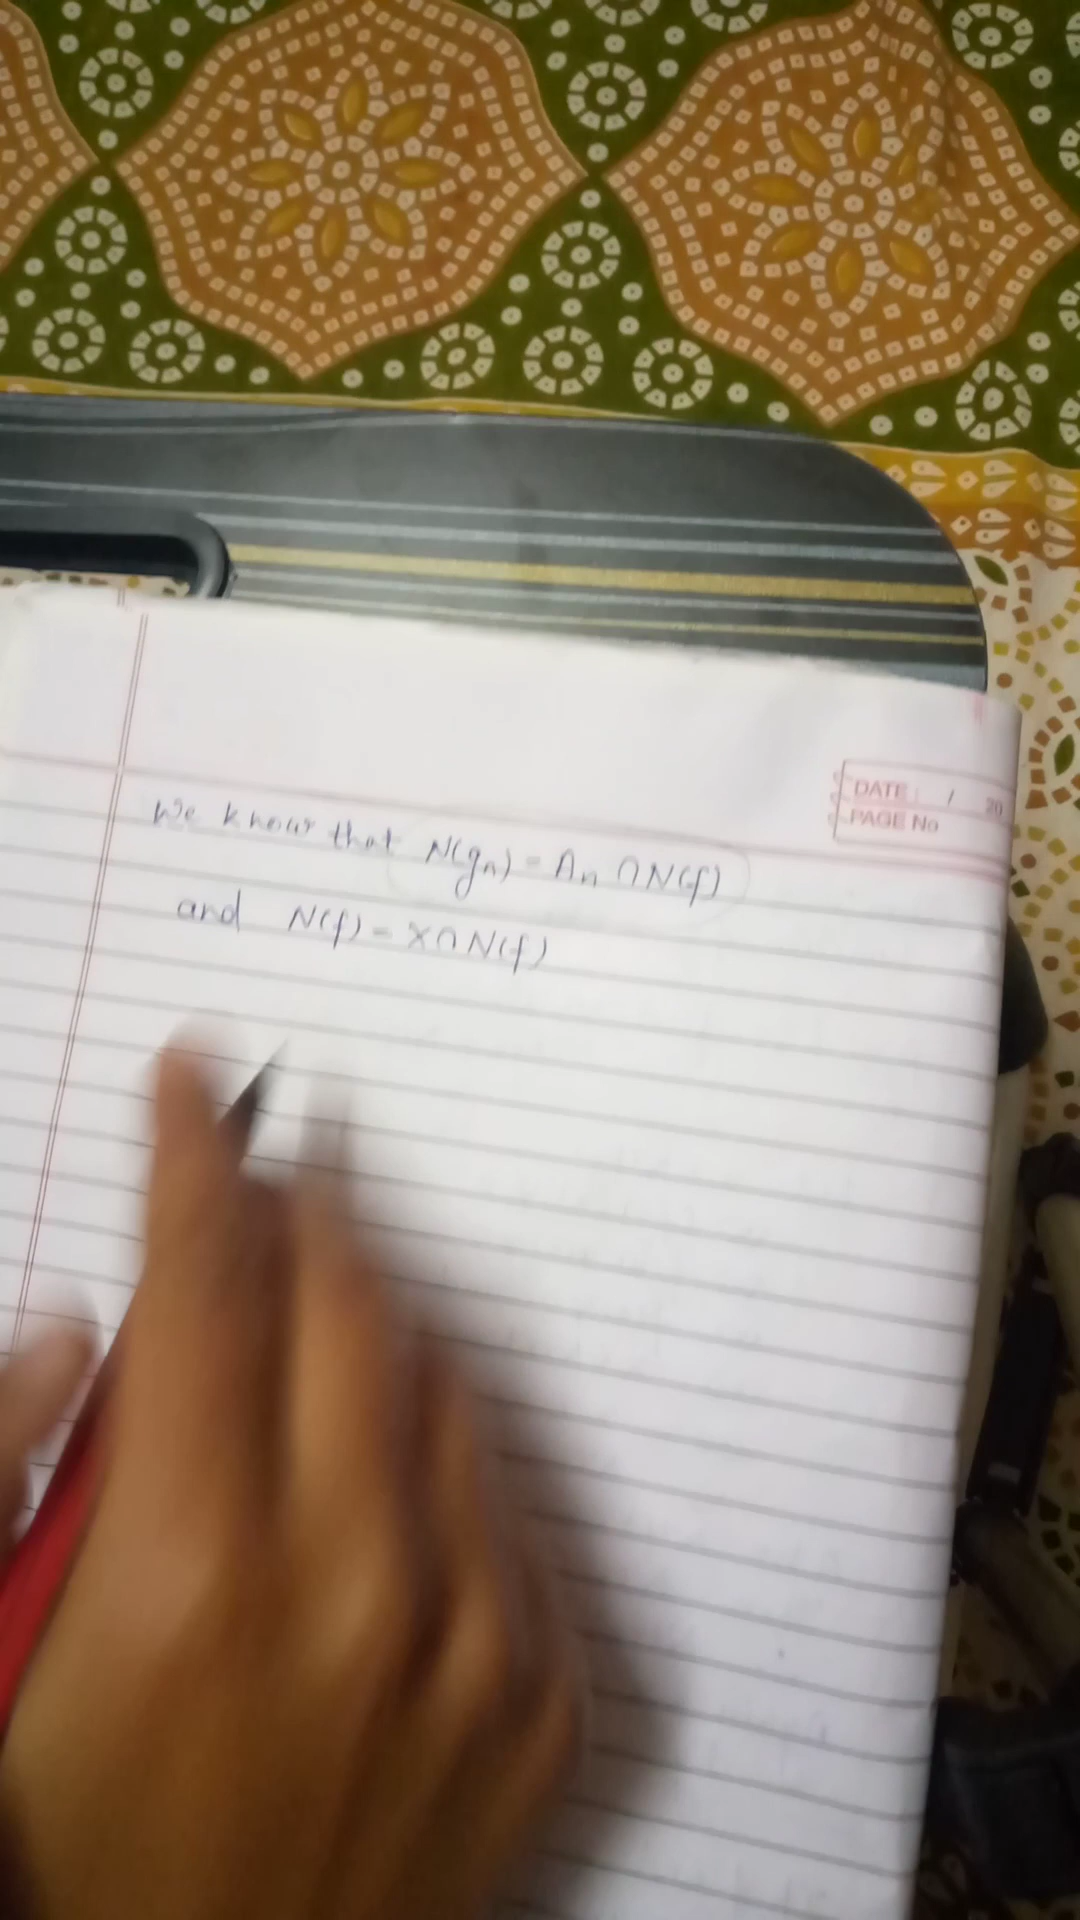 DATE : / 20
PAGE No
We know that N(gn) = An ∩ N(f)
and N(f) = X ∩ N(f)